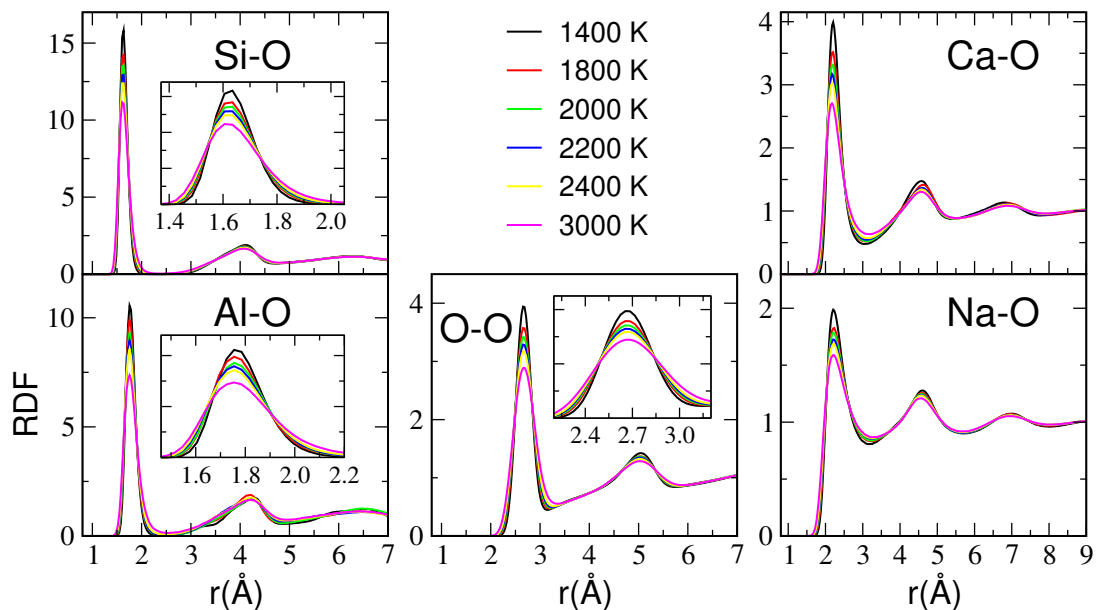 Si-O
15
10
5
0
1.4 1.6 1.8 2.0
1400 K
1800 K
2000 K
2200 K
2400 K
3000 K
Ca-O
4
3
2
1
0
Al-O
10
5
0
1.6 1.8 2.0 2.2
RDF
1 2 3 4 5 6 7
r(Å)
O-O
4
2
0
2.4 2.7 3.0
1 2 3 4 5 6 7
r(Å)
Na-O
2
1
0
1 2 3 4 5 6 7 8 9
r(Å)